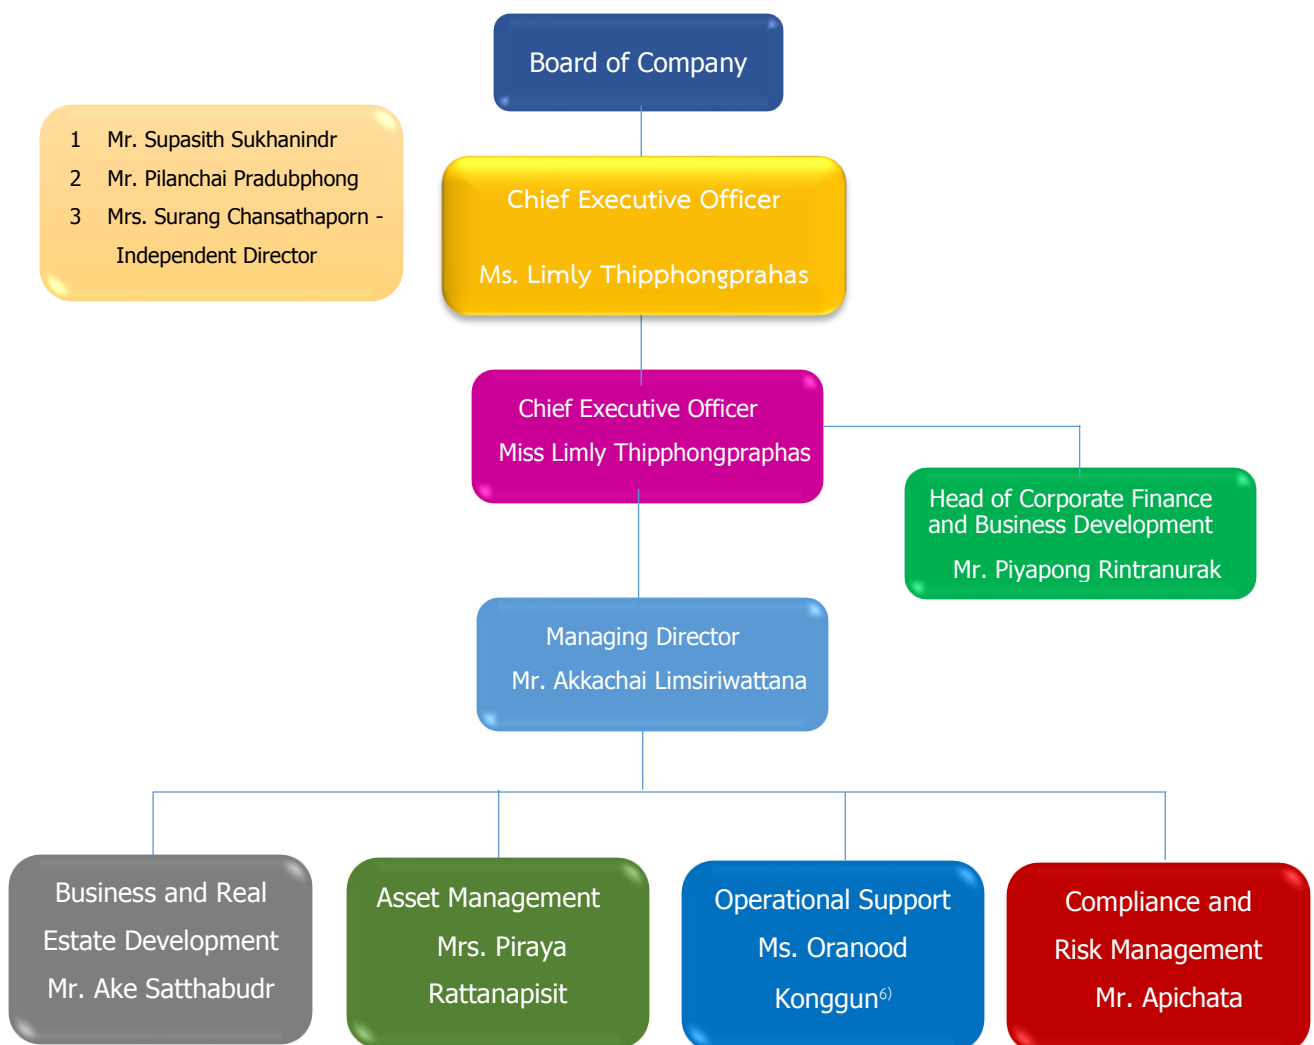 Board of Company
1 Mr. Supasith Sukhanindr
2 Mr. Pilanchai Pradubphong
3 Mrs. Surang Chansathaporn -
Independent Director
Chief Executive Officer
Ms. Limly Thipphongprahas
Chief Executive Officer
Miss Limly Thipphongpraphas
Head of Corporate Finance
and Business Development
Mr. Piyapong Rintranurak
Managing Director
Mr. Akkachai Limsiriwattana
Business and Real
Estate Development
Mr. Ake Satthabudr
Asset Management
Mrs. Piraya
Rattanapisit
Operational Support
Ms. Oranood
Konggun⁶⁾
Compliance and
Risk Management
Mr. Apichata